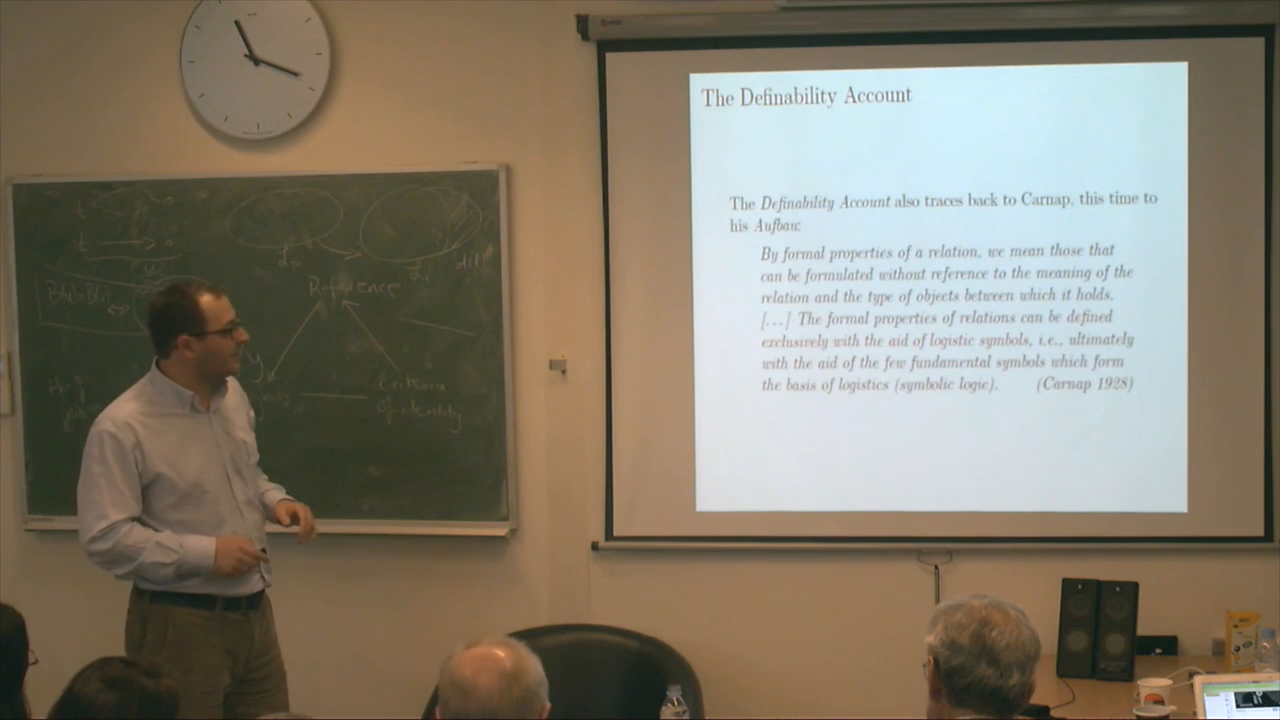 The Definability Account
The Definability Account also traces back to Carnap, this time to
his Aufbau:
By formal properties of a relation, we mean those that
can be formulated without reference to the meaning of the
relation and the type of objects between which it holds.
[...] The formal properties of relations can be defined
exclusively with the aid of logistic symbols, i.e., ultimately
with the aid of the few fundamental symbols which form
the basis of logistics (symbolic logic). (Carnap 1928)
Reference
Criteria
of identity